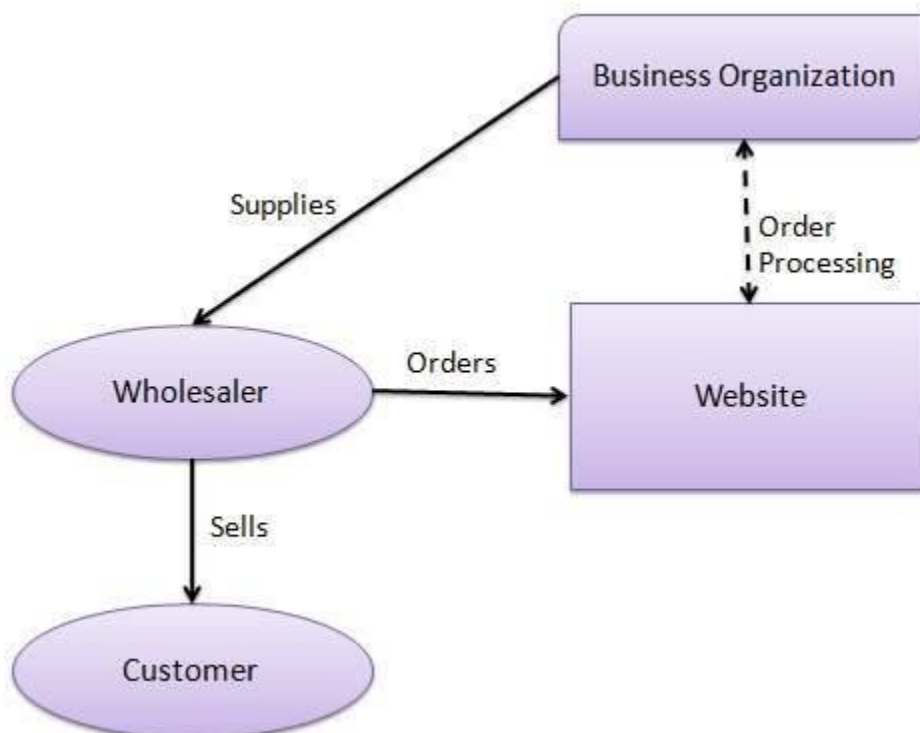 Business Organization
Supplies
Order
Processing
Wholesaler
Orders
Website
Sells
Customer